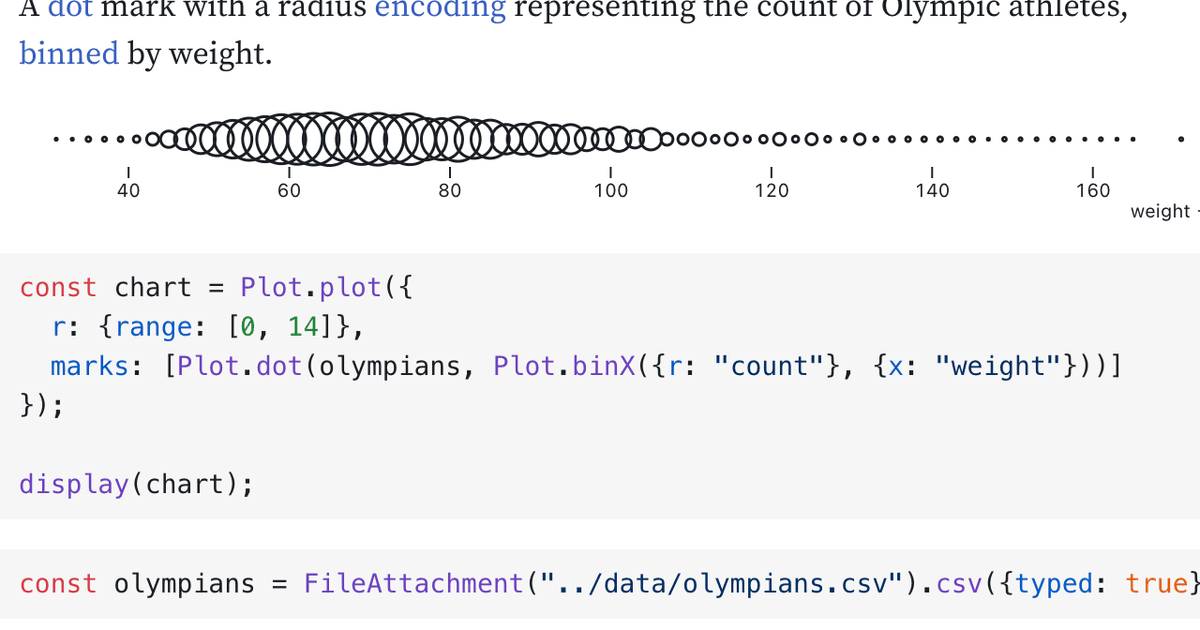 A dot mark with a radius encoding representing the count of Olympic athletes,
binned by weight.
40 60 80 100 120 140 160
weight
const chart = Plot.plot({
  r: {range: [0, 14]},
  marks: [Plot.dot(olympians, Plot.binX({r: "count"}, {x: "weight"}))]
});
display(chart);
const olympians = FileAttachment("../data/olympians.csv").csv({typed: true}